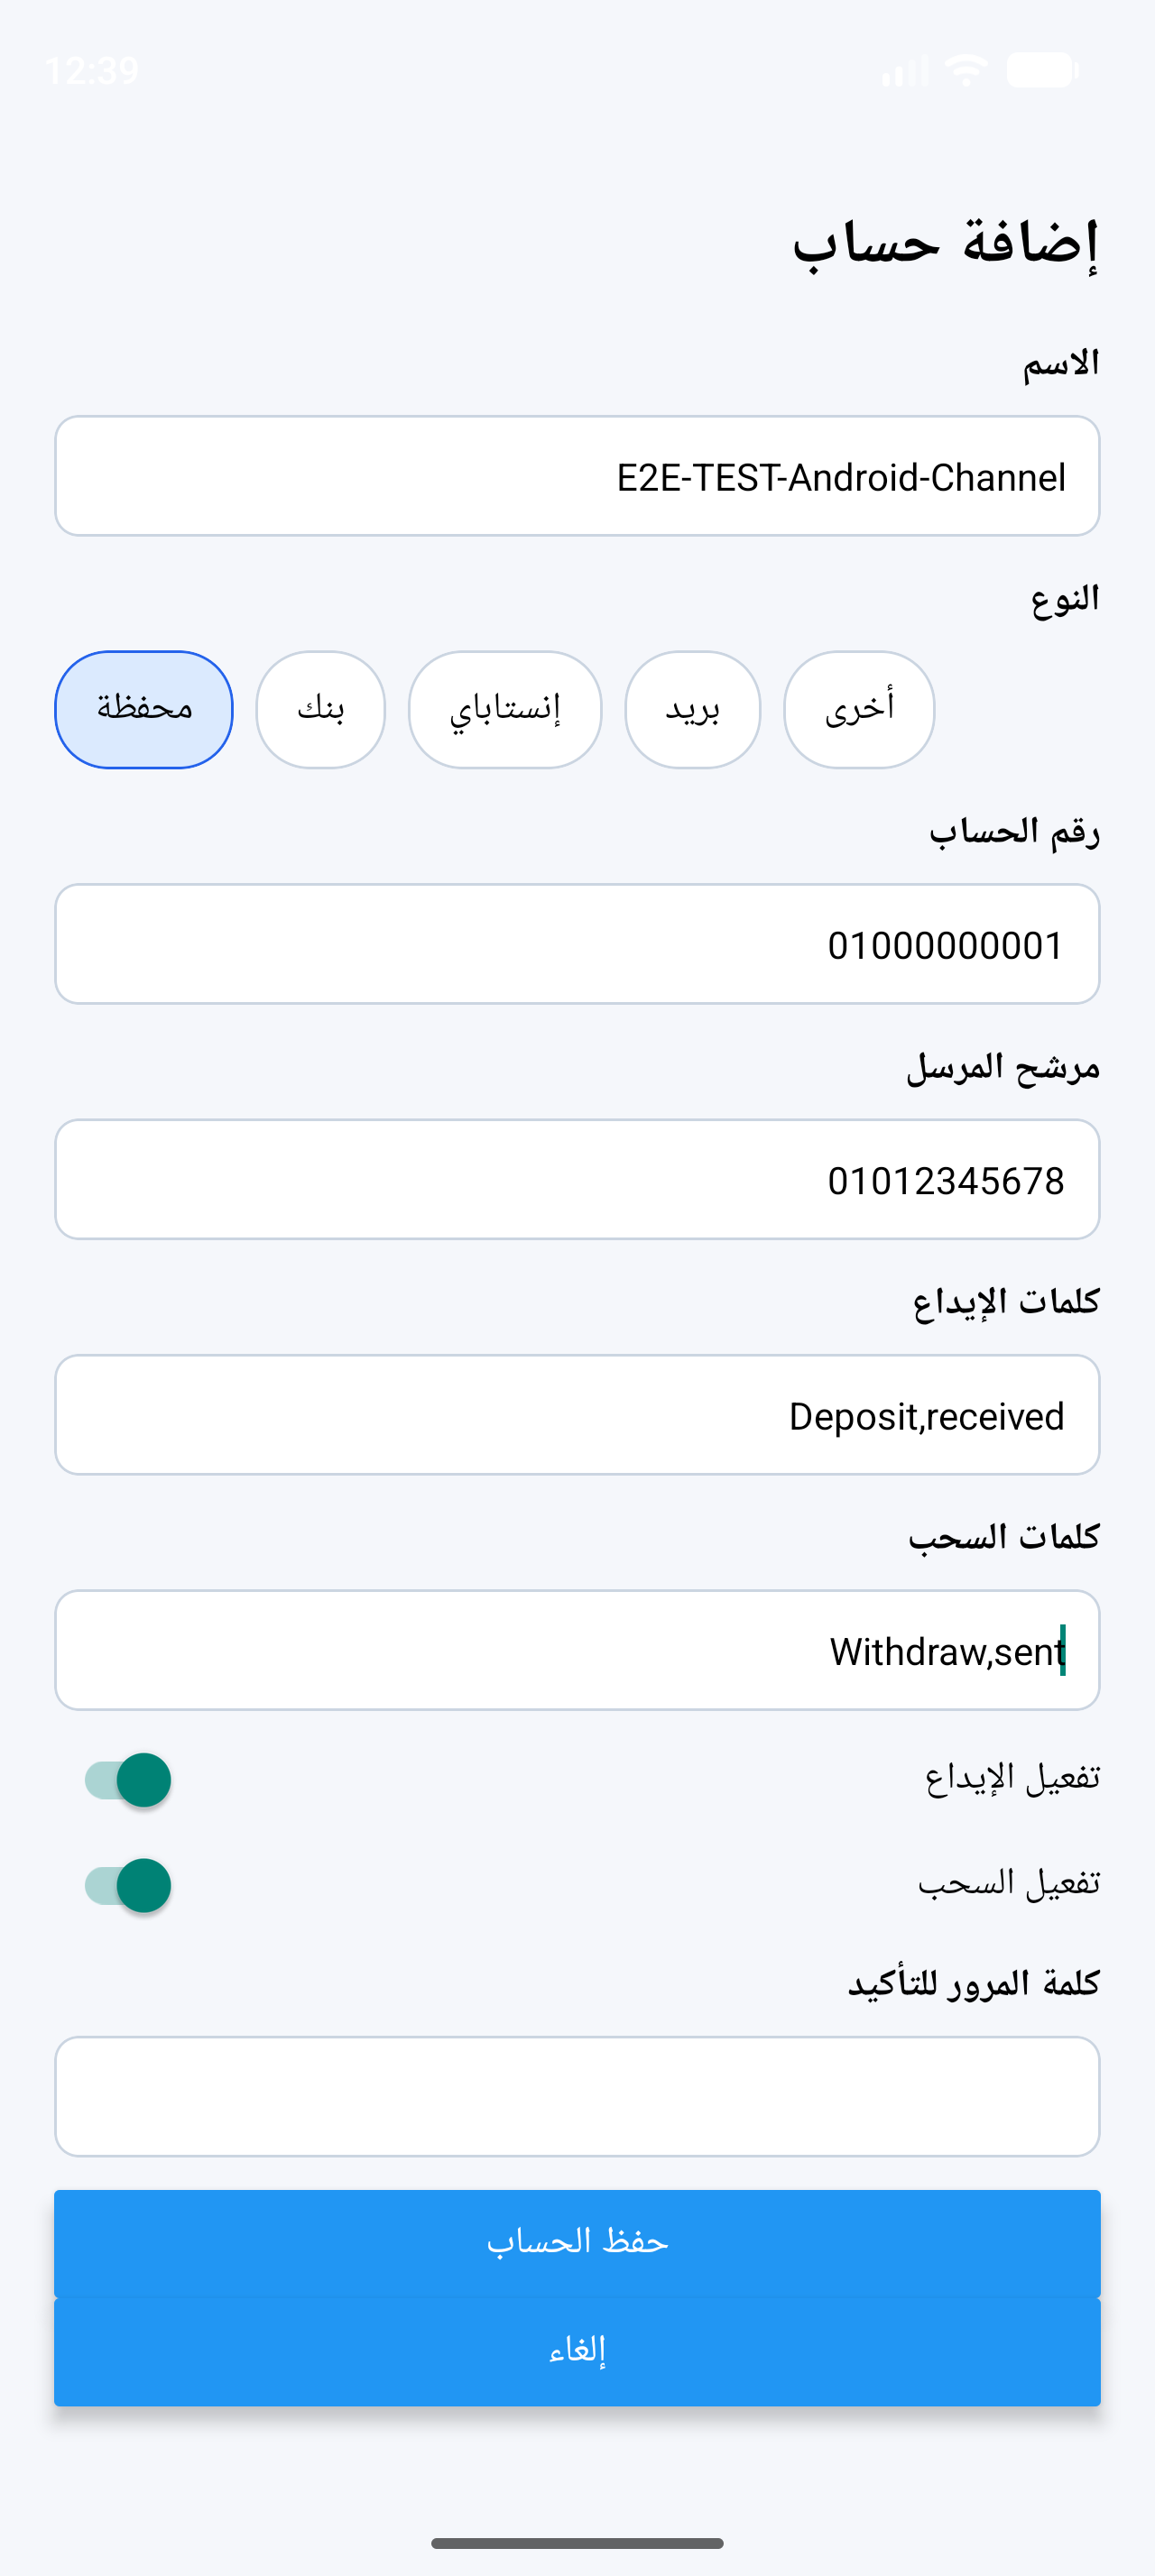 12:39
إضافة حساب
الاسم
E2E-TEST-Android-Channel
النوع
أخرى بريد إنستاباي بنك محفظة
رقم الحساب
01000000001
مرشح المرسل
01012345678
كلمات الإيداع
Deposit,received
كلمات السحب
Withdraw,sent
تفعيل الإيداع
تفعيل السحب
كلمة المرور للتأكيد
حفظ الحساب
إلغاء